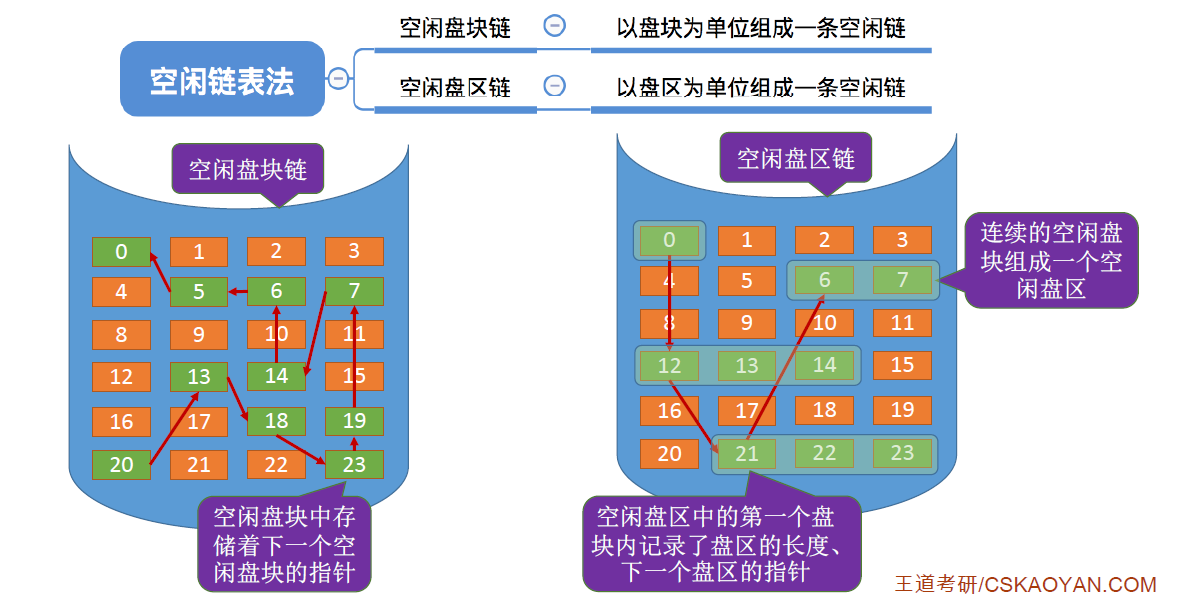 空闲链表法
空闲盘块链
以盘块为单位组成一条空闲链
空闲盘区链
以盘区为单位组成一条空闲链
空闲盘块链
0 1 2 3
4 5 6 7
8 9 10 11
12 13 14 15
16 17 18 19
20 21 22 23
空闲盘块中存
储着下一个空
闲盘块的指针
空闲盘区链
0 1 2 3
4 5 6 7
8 9 10 11
12 13 14 15
16 17 18 19
20 21 22 23
连续的空闲盘
块组成一个空
闲盘区
空闲盘区中的第一个盘
块内记录了盘区的长度、
下一个盘区的指针
王道考研/CSKAOYAN.COM